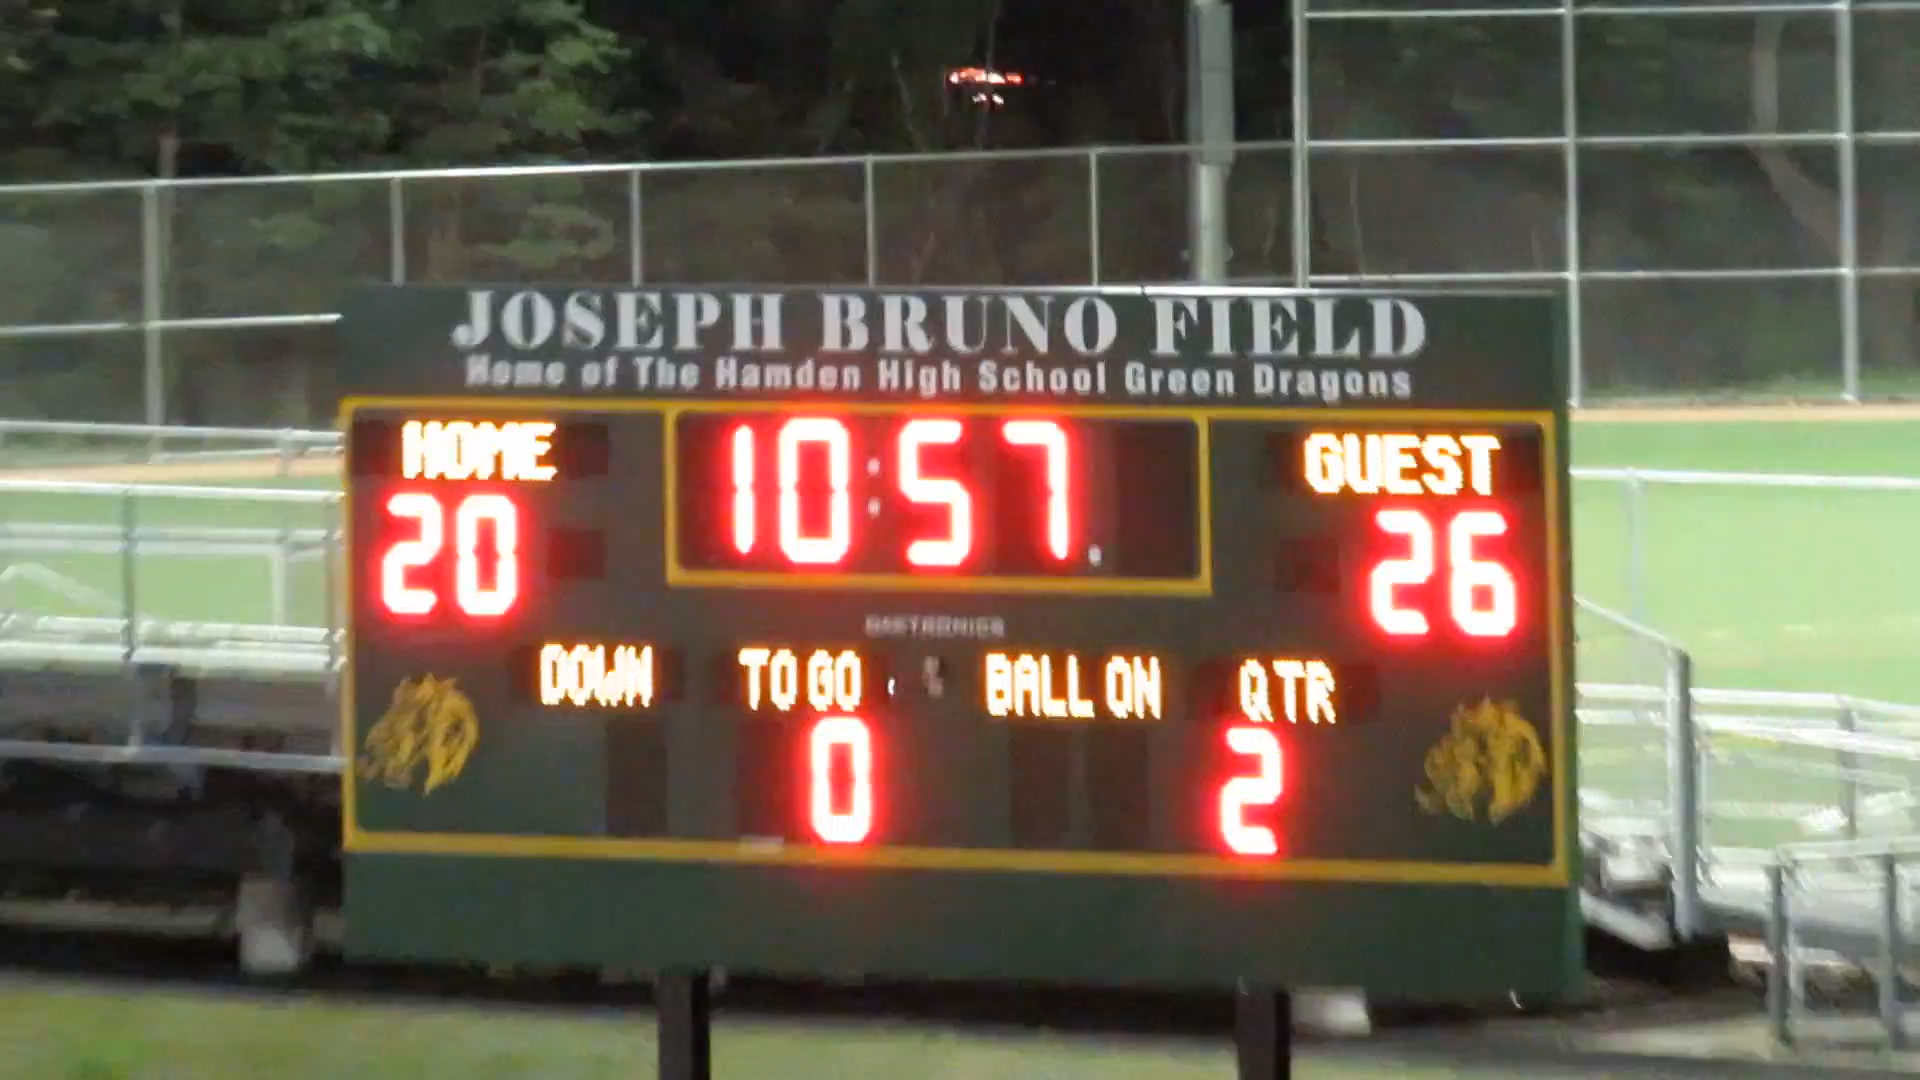 JOSEPH BRUNO FIELD
Home of The Hamden High School Green Dragons
HOME 10:57 GUEST
20 26
DAKTRONICS
DOWN TO GO BALL ON QTR
0 2